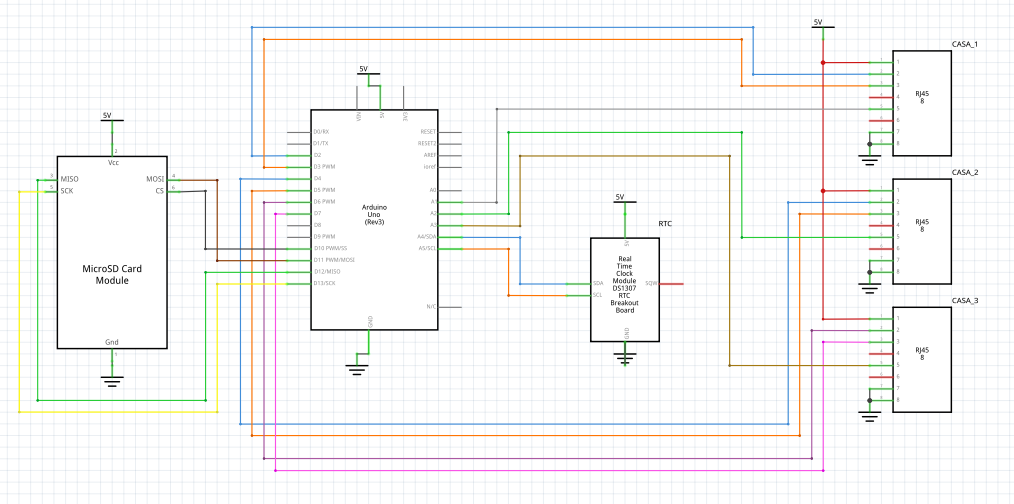 5V
Vcc
MISO
SCK
MOSI
CS
MicroSD Card
Module
Gnd
2
3
5
4
6
1
5V
VIN
5V
3V3
D0/RX
D1/TX
D2
D3 PWM
D4
D5 PWM
D6 PWM
D7
D8
D9 PWM
D10 PWM/SS
D11 PWM/MOSI
D12/MISO
D13/SCK
Arduino
Uno
(Rev3)
RESET
RESET2
AREF
ioref
A0
A1
A2
A3
A4/SDA
A5/SCL
N/C
GND
5V
RTC
5V
Real
Time
Clock
Module
DS1307
RTC
Breakout
Board
SDA
SCL
SQW
GND
5V
CASA_1
RJ45
8
1
2
3
4
5
6
7
8
CASA_2
RJ45
8
1
2
3
4
5
6
7
8
CASA_3
RJ45
8
1
2
3
4
5
6
7
8